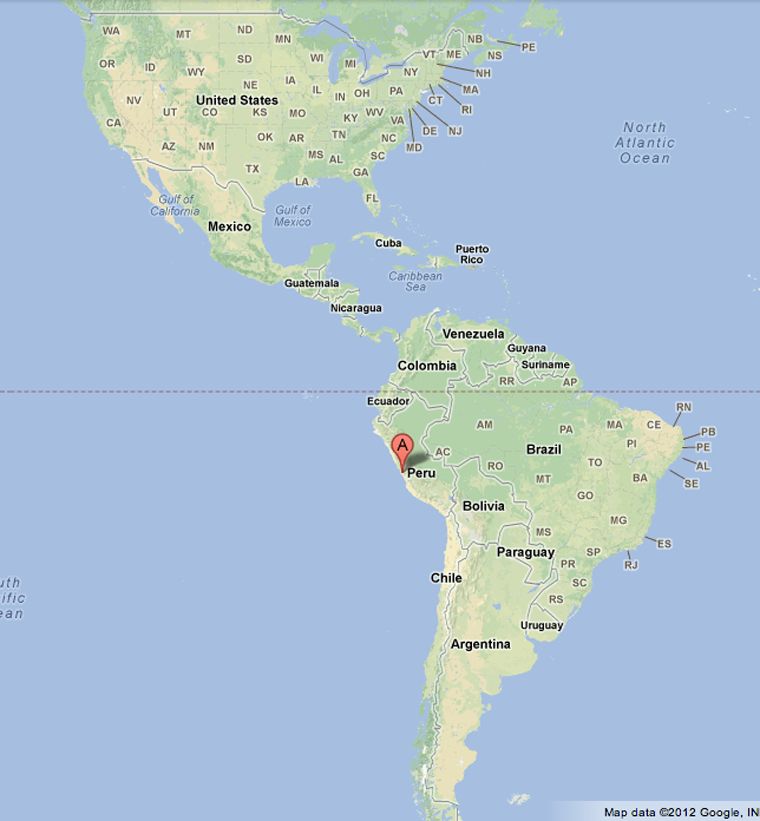 WA
MT
ND
MN
NB
PE
NS
OR
ID
SD
WI
MI
VT
ME
WY
NY
NH
NE
IA
MA
NV
United States
IL
IN
OH
PA
CT
RI
UT
CO
KS
MO
KY
WV
VA
CA
DE
NJ
OK
AR
TN
NC
MD
AZ
NM
MS
AL
SC
North
Atlantic
Ocean
TX
GA
LA
FL
Gulf of
California
Gulf of
Mexico
Mexico
Cuba
Puerto
Rico
Guatemala
Caribbean
Sea
Nicaragua
Venezuela
Guyana
Colombia
Suriname
RR
AP
Ecuador
RN
AM
PA
MA
CE
PB
A
PI
PE
AC
Brazil
Peru
RO
TO
AL
MT
BA
SE
Bolivia
GO
MG
MS
ES
Paraguay
SP
RJ
PR
Chile
SC
uth
ific
ean
RS
Uruguay
Argentina
Map data ©2012 Google, IN